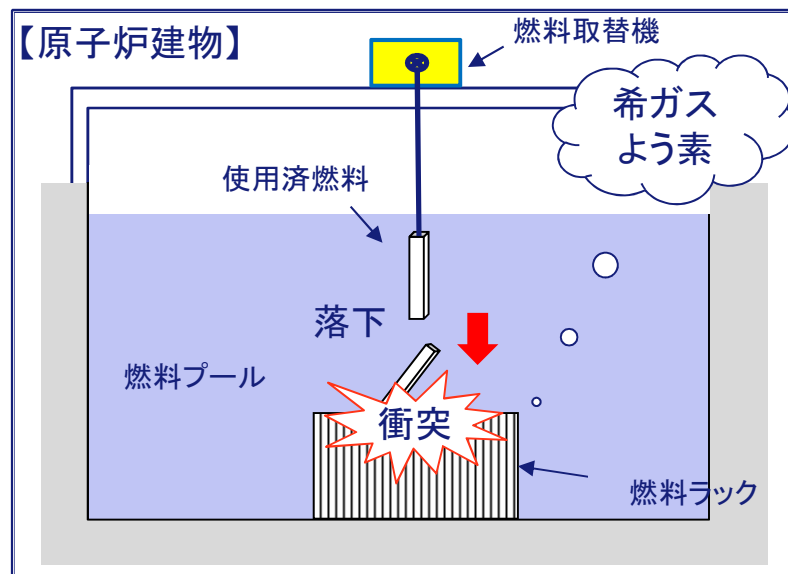 【原子炉建物】
燃料取替機
希ガス
よう素
使用済燃料
落下
燃料プール
衝突
燃料ラック